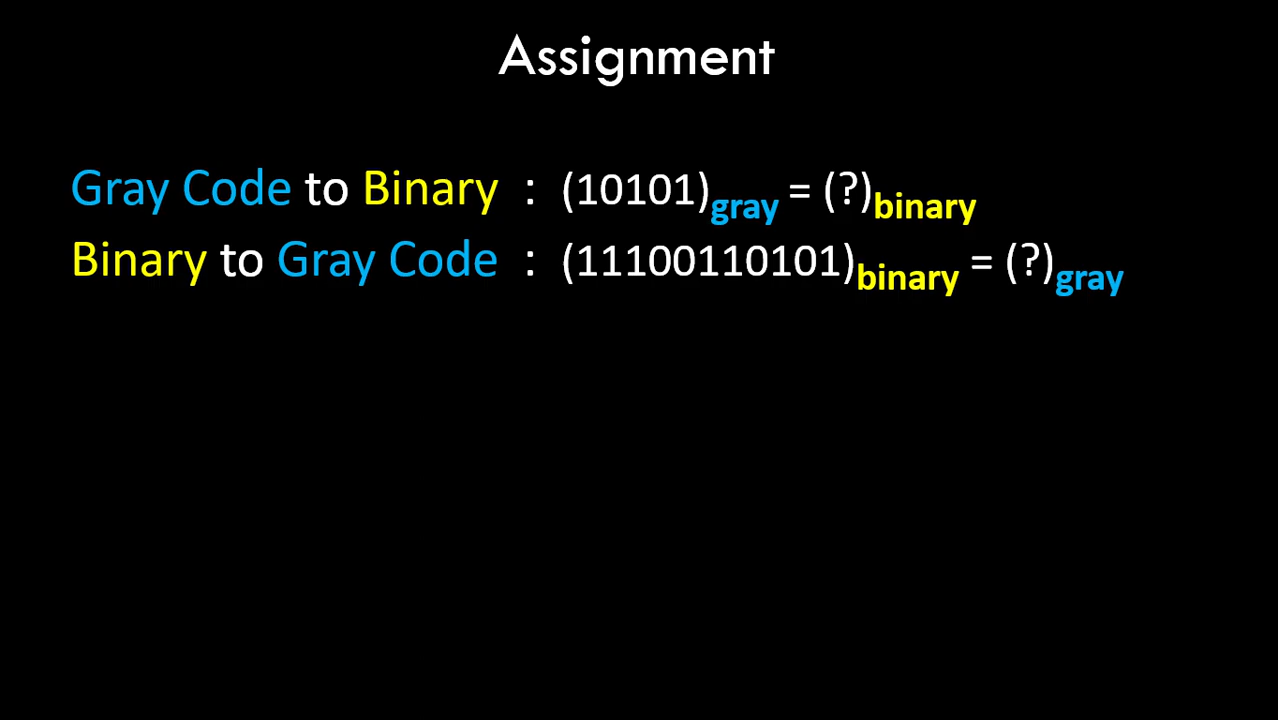 Assignment
Gray Code to Binary : (10101)gray = (?)binary
Binary to Gray Code : (11100110101)binary = (?)gray